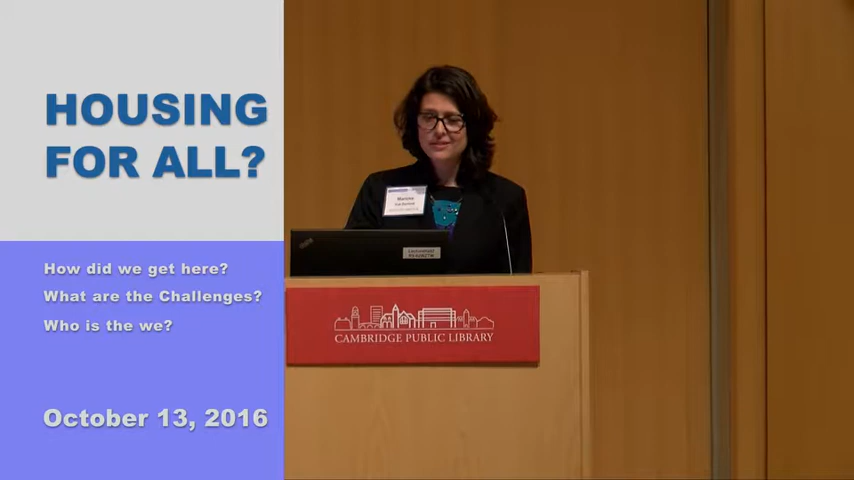 HOUSING
FOR ALL?
How did we get here?
What are the Challenges?
Who is the we?
October 13, 2016
CAMBRIDGE PUBLIC LIBRARY